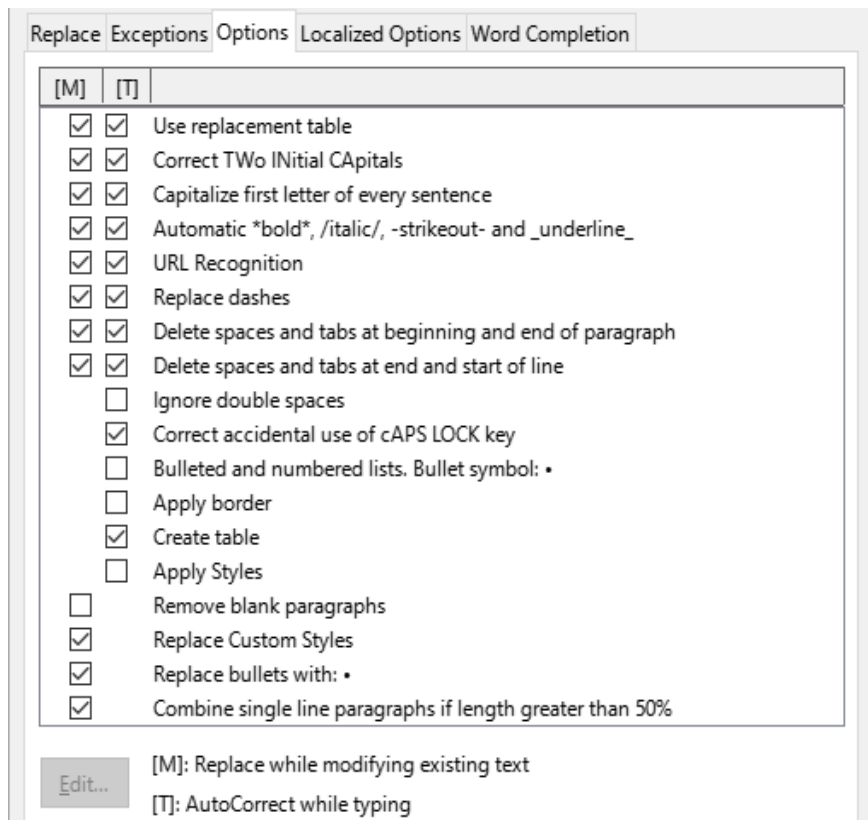 Replace Exceptions Options Localized Options Word Completion
[M] [T]
Use replacement table
Correct TWo INitial CApitals
Capitalize first letter of every sentence
Automatic *bold*, /italic/, -strikeout- and _underline_
URL Recognition
Replace dashes
Delete spaces and tabs at beginning and end of paragraph
Delete spaces and tabs at end and start of line
Ignore double spaces
Correct accidental use of cAPS LOCK key
Bulleted and numbered lists. Bullet symbol: •
Apply border
Create table
Apply Styles
Remove blank paragraphs
Replace Custom Styles
Replace bullets with: •
Combine single line paragraphs if length greater than 50%
Edit... [M]: Replace while modifying existing text
[T]: AutoCorrect while typing